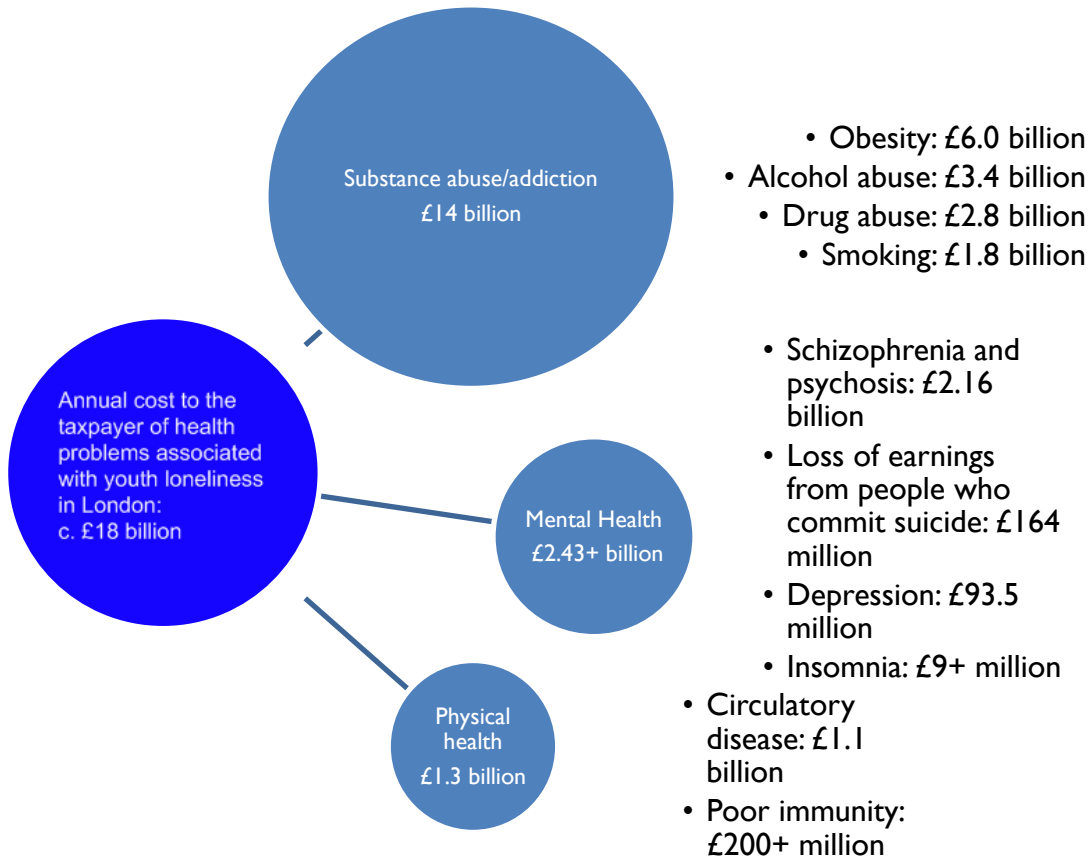 Substance abuse/addiction
£14 billion
• Obesity: £6.0 billion
• Alcohol abuse: £3.4 billion
• Drug abuse: £2.8 billion
• Smoking: £1.8 billion
Annual cost to the
taxpayer of health
problems associated
with youth loneliness
in London:
c. £18 billion
Mental Health
£2.43+ billion
• Schizophrenia and
psychosis: £2.16
billion
• Loss of earnings
from people who
commit suicide: £164
million
• Depression: £93.5
million
• Insomnia: £9+ million
Physical
health
£1.3 billion
• Circulatory
disease: £1.1
billion
• Poor immunity:
£200+ million